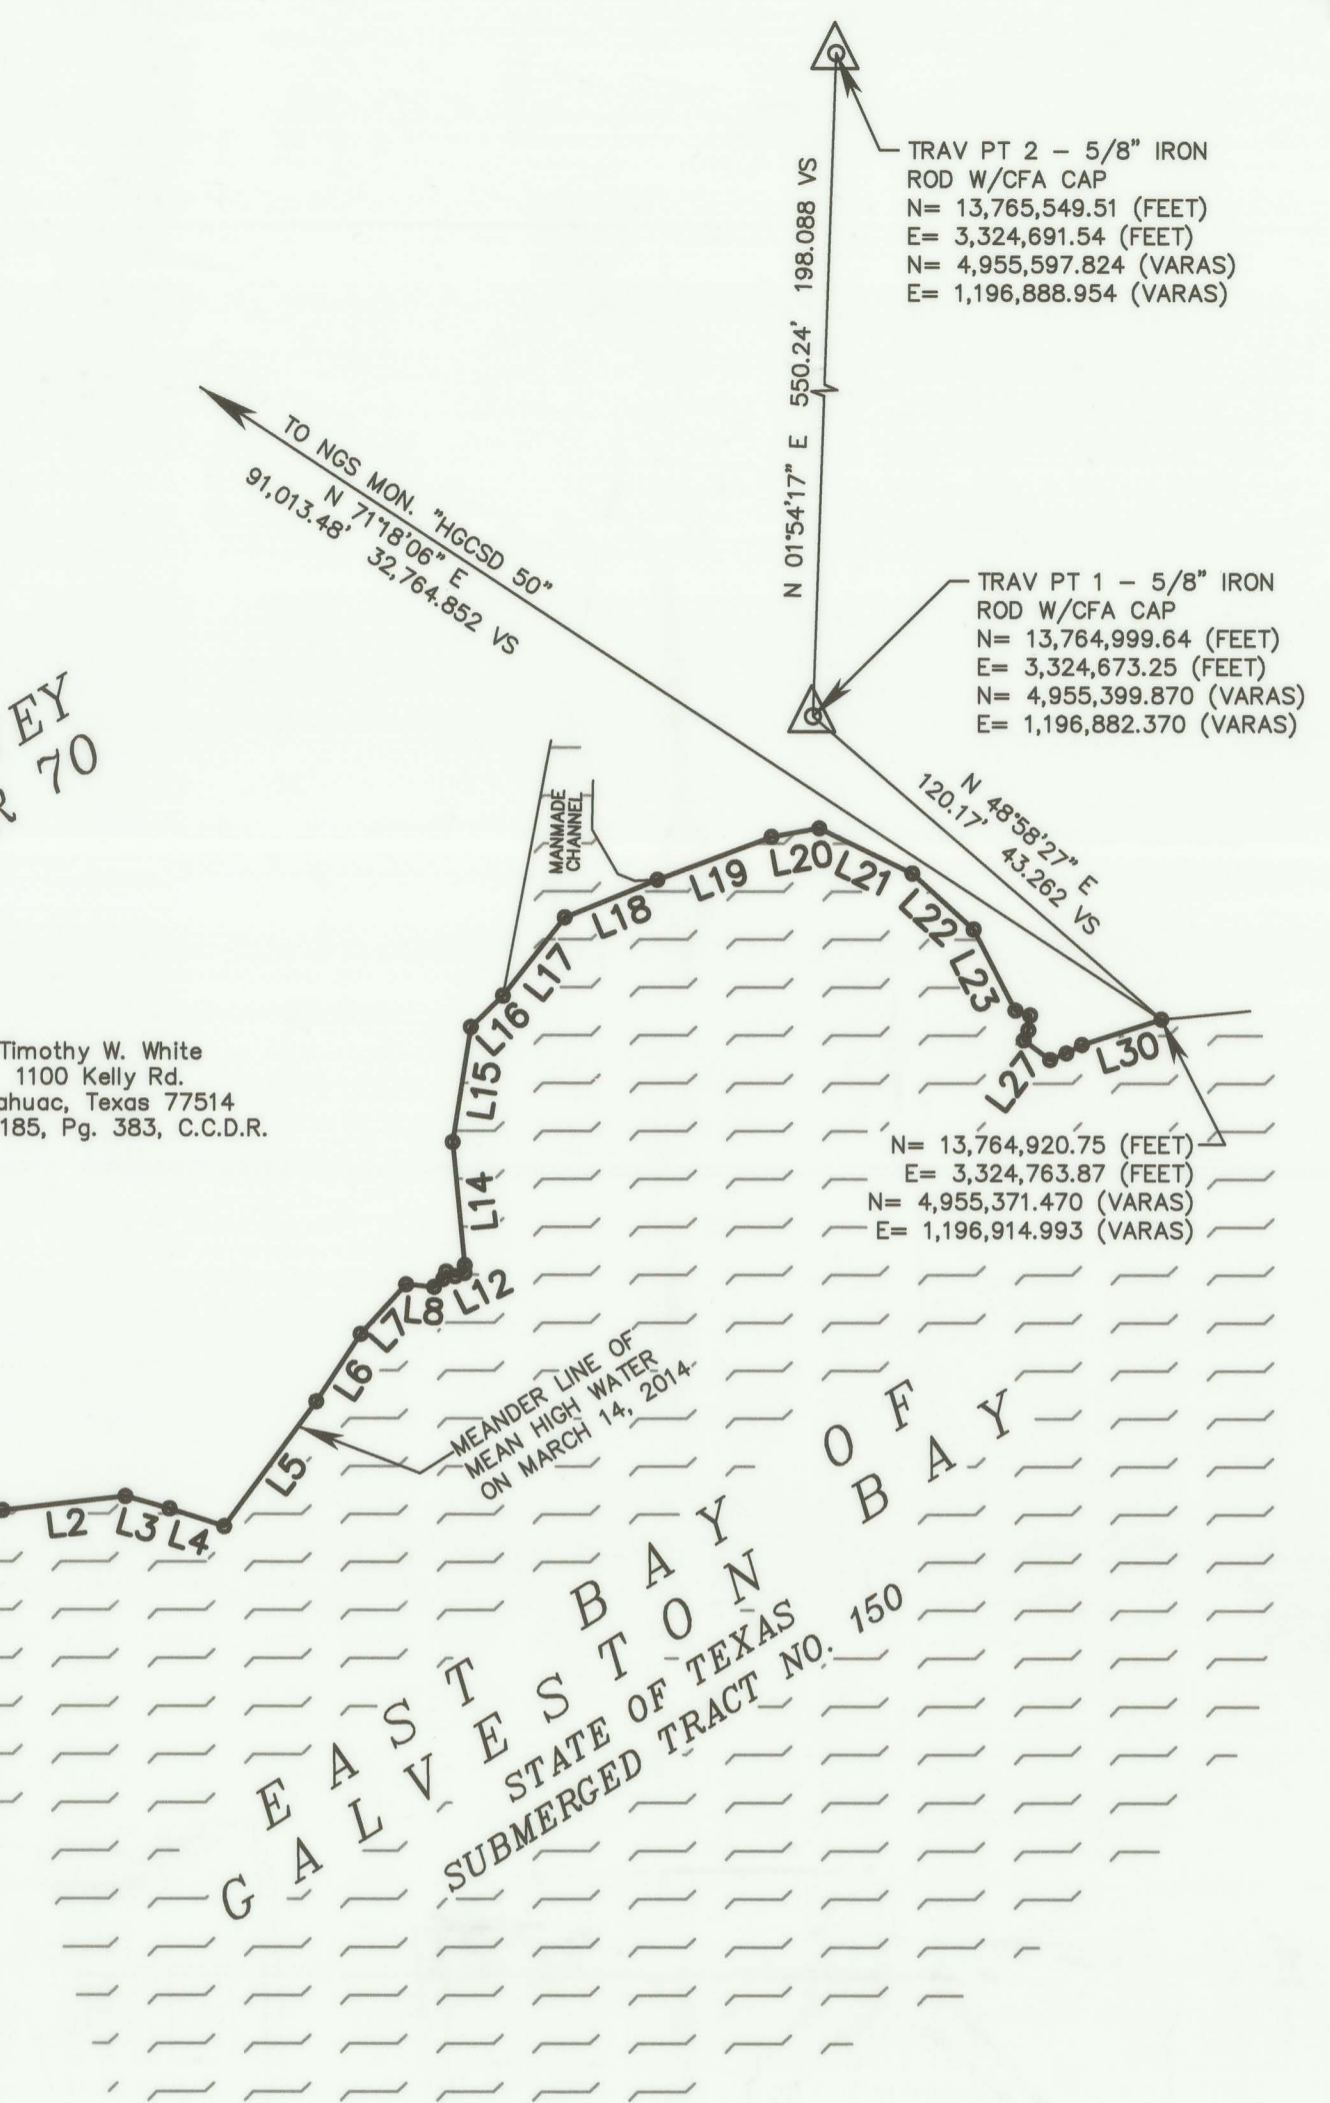 TRAV PT 2 - 5/8" IRON
ROD W/CFA CAP
N= 13,765,549.51 (FEET)
E= 3,324,691.54 (FEET)
N= 4,955,597.824 (VARAS)
E= 1,196,888.954 (VARAS)
N 01°54'17" E 550.24' 198.088 VS
TO NGS MON. "HGCSD 50"
N 71°18'06" E
91,013.48' 32,764.852 VS
TRAV PT 1 - 5/8" IRON
ROD W/CFA CAP
N= 13,764,999.64 (FEET)
E= 3,324,673.25 (FEET)
N= 4,955,399.870 (VARAS)
E= 1,196,882.370 (VARAS)
EY
R 70
N 48°58'27" E
120.17' 43.262 VS
MANMADE
CHANNEL
L20
L21
L19
L18
L22
L17
L23
L16
L30
L27
L15
L14
Timothy W. White
1100 Kelly Rd.
ahuac, Texas 77514
185, Pg. 383, C.C.D.R.
N= 13,764,920.75 (FEET)
E= 3,324,763.87 (FEET)
N= 4,955,371.470 (VARAS)
E= 1,196,914.993 (VARAS)
L12
L8
L7
L6
L5
MEANDER LINE OF
MEAN HIGH WATER
ON MARCH 14, 2014
L2
L3
L4
EAST BAY OF
GALVESTON BAY
STATE OF TEXAS
SUBMERGED TRACT NO. 150